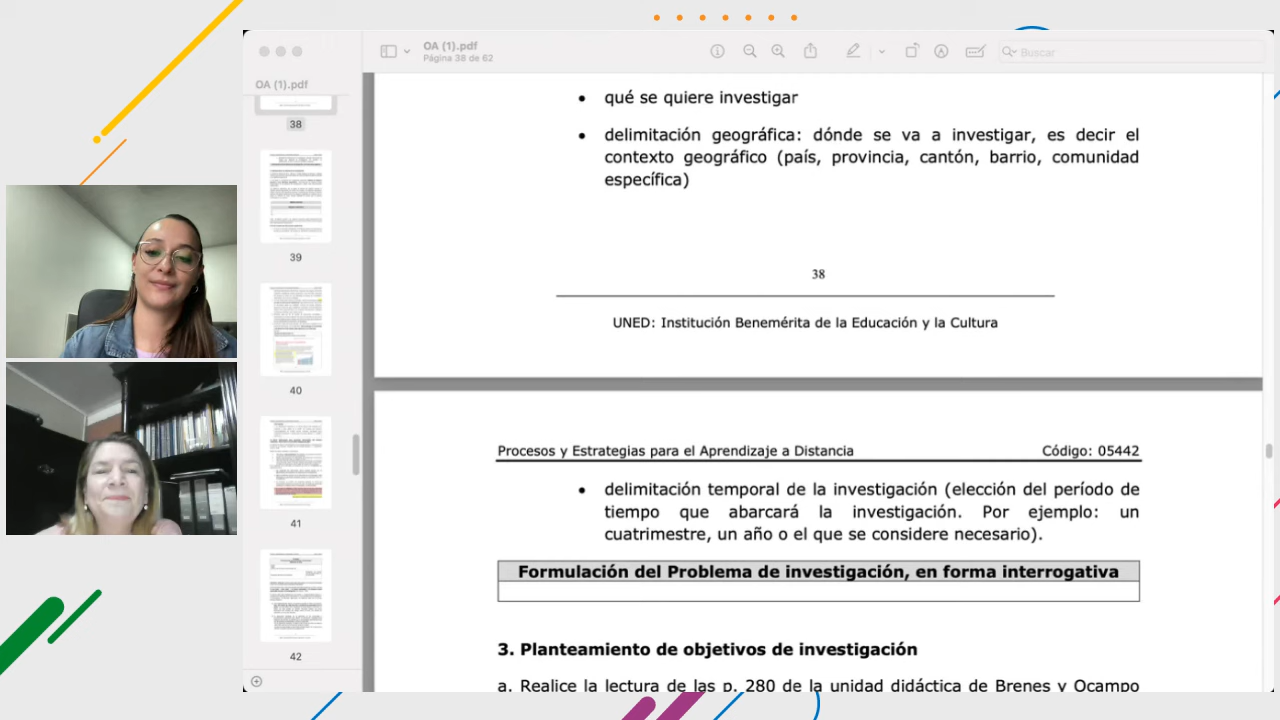 OA (1).pdf
Página 38 de 62
Buscar
OA (1).pdf
38
39
40
41
42
• qué se quiere investigar
• delimitación geográfica: dónde se va a investigar, es decir el
contexto geográfico (país, provincia, cantón, barrio, comunidad
específica)
38
UNED: Institución Benemérita de la Educación y la Cultura
Procesos y Estrategias para el Aprendizaje a Distancia Código: 05442
• delimitación temporal de la investigación (elección del período de
tiempo que abarcará la investigación. Por ejemplo: un
cuatrimestre, un año o el que se considere necesario).
Formulación del Problema de investigación, en forma interrogativa
3. Planteamiento de objetivos de investigación
a. Realice la lectura de las p. 280 de la unidad didáctica de Brenes y Ocampo